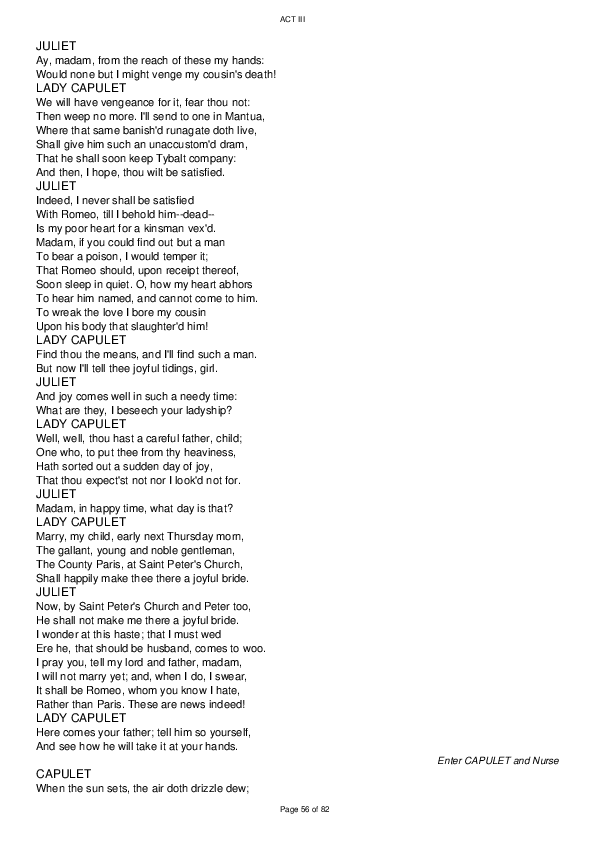 ACT III
JULIET
Ay, madam, from the reach of these my hands:
Would none but I might venge my cousin's death!
LADY CAPULET
We will have vengeance for it, fear thou not:
Then weep no more. I'll send to one in Mantua,
Where that same banish'd runagate doth live,
Shall give him such an unaccustom'd dram,
That he shall soon keep Tybalt company:
And then, I hope, thou wilt be satisfied.
JULIET
Indeed, I never shall be satisfied
With Romeo, till I behold him--dead--
Is my poor heart for a kinsman vex'd.
Madam, if you could find out but a man
To bear a poison, I would temper it;
That Romeo should, upon receipt thereof,
Soon sleep in quiet. O, how my heart abhors
To hear him named, and cannot come to him.
To wreak the love I bore my cousin
Upon his body that slaughter'd him!
LADY CAPULET
Find thou the means, and I'll find such a man.
But now I'll tell thee joyful tidings, girl.
JULIET
And joy comes well in such a needy time:
What are they, I beseech your ladyship?
LADY CAPULET
Well, well, thou hast a careful father, child;
One who, to put thee from thy heaviness,
Hath sorted out a sudden day of joy,
That thou expect'st not nor I look'd not for.
JULIET
Madam, in happy time, what day is that?
LADY CAPULET
Marry, my child, early next Thursday morn,
The gallant, young and noble gentleman,
The County Paris, at Saint Peter's Church,
Shall happily make thee there a joyful bride.
JULIET
Now, by Saint Peter's Church and Peter too,
He shall not make me there a joyful bride.
I wonder at this haste; that I must wed
Ere he, that should be husband, comes to woo.
I pray you, tell my lord and father, madam,
I will not marry yet; and, when I do, I swear,
It shall be Romeo, whom you know I hate,
Rather than Paris. These are news indeed!
LADY CAPULET
Here comes your father; tell him so yourself,
And see how he will take it at your hands.
Enter CAPULET and Nurse
CAPULET
When the sun sets, the air doth drizzle dew;
Page 56 of 82